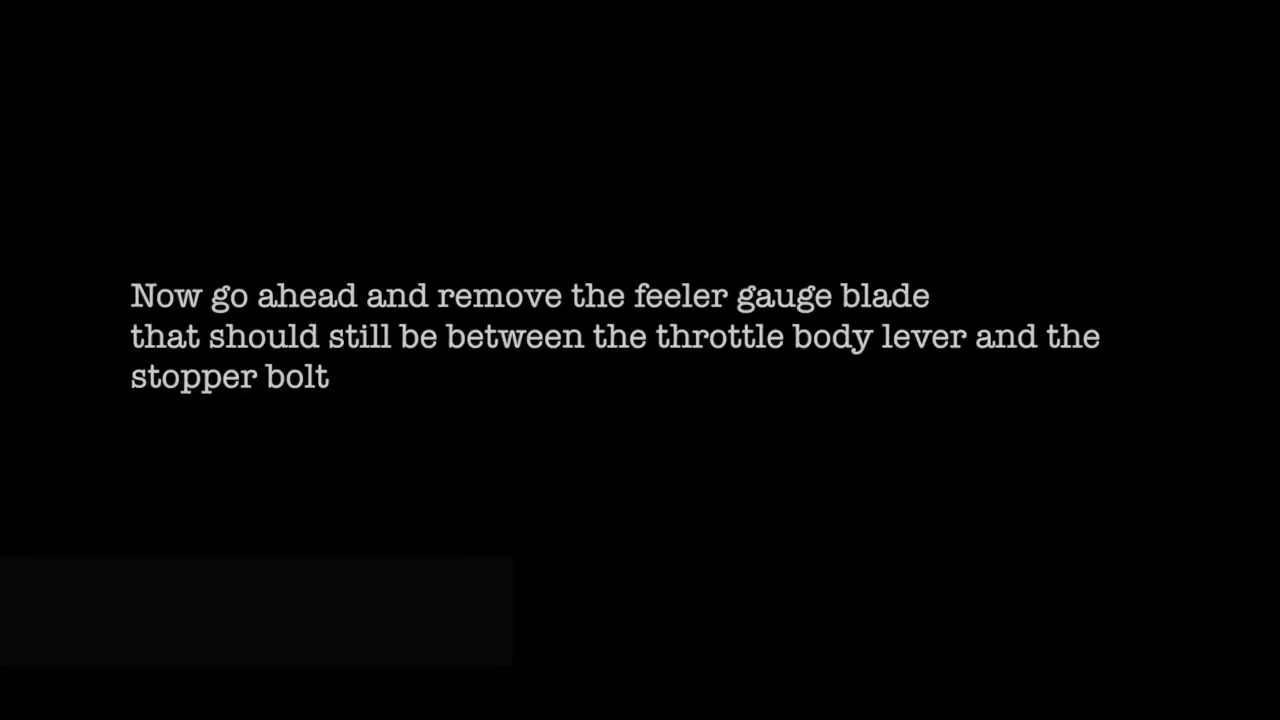 Now go ahead and remove the feeler gauge blade
that should still be between the throttle body lever and the
stopper bolt